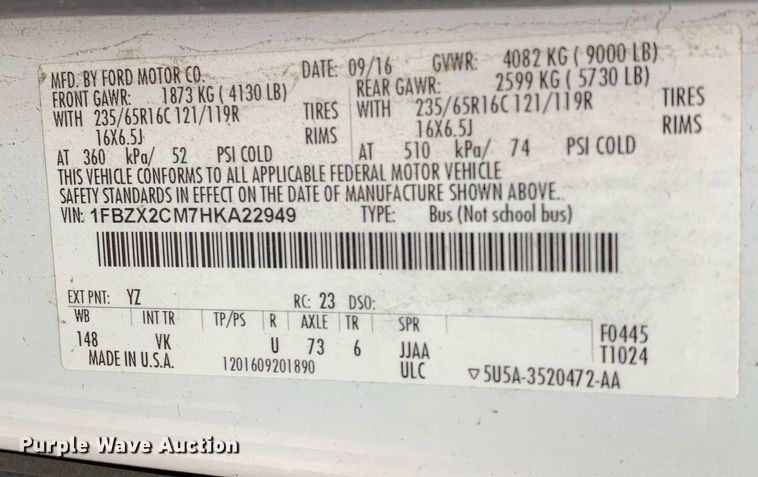 MFD. BY FORD MOTOR CO. DATE: 09/16 GVWR: 4082 KG ( 9000 LB)
FRONT GAWR: 1873 KG ( 4130 LB) REAR GAWR: 2599 KG ( 5730 LB)
WITH 235/65R16C 121/119R TIRES WITH 235/65R16C 121/119R TIRES
16X6.5J RIMS 16X6.5J RIMS
AT 360 kPa/ 52 PSI COLD AT 510 kPa/ 74 PSI COLD
THIS VEHICLE CONFORMS TO ALL APPLICABLE FEDERAL MOTOR VEHICLE
SAFETY STANDARDS IN EFFECT ON THE DATE OF MANUFACTURE SHOWN ABOVE.
VIN: 1FBZX2CM7HKA22949 TYPE: Bus (Not school bus)
EXT PNT: YZ RC: 23 DSO:
WB INT TR TP/PS R AXLE TR SPR F0445
148 VK U 73 6 JJAA T1024
MADE IN U.S.A. 1201609201890 ULC ▽5U5A-3520472-AA
Purple Wave Auction